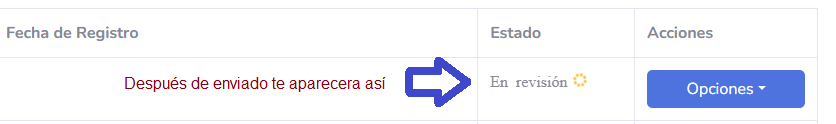 Fecha de Registro Estado Acciones
Después de enviado te aparecera así En revisión Opciones